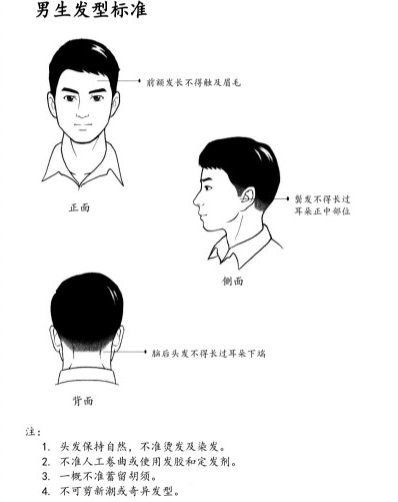 男生发型标准
前额发长不得触及眉毛
正面
鬓发不得长过
耳朵正中部位
侧面
脑后头发不得长过耳朵下端
背面
注：
1. 头发保持自然，不准烫发及染发。
2. 不准人工卷曲或使用发胶和定发剂。
3. 一概不准蓄留胡须。
4. 不可剪新潮或奇异发型。